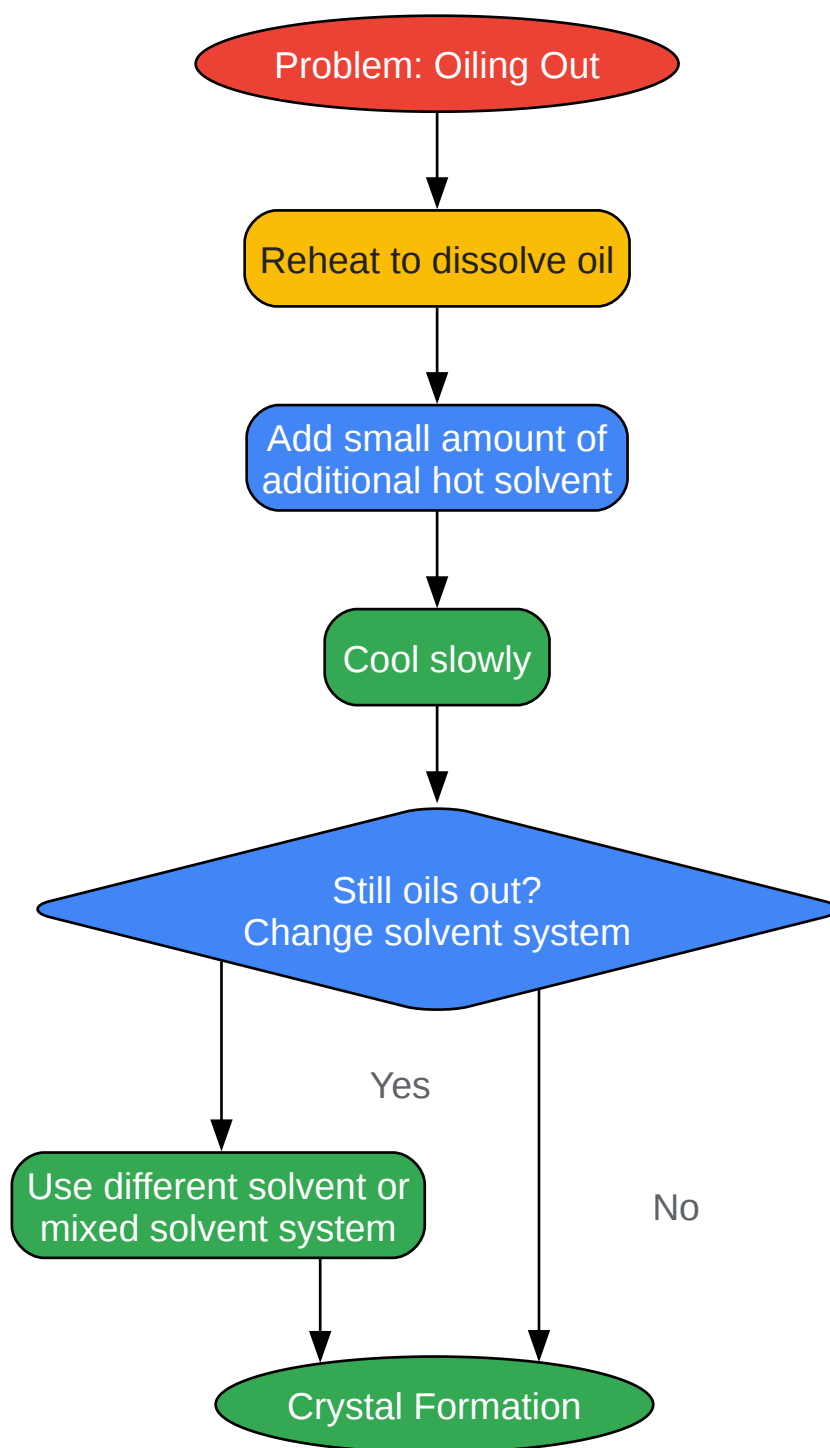 Problem: Oiling Out
Reheat to dissolve oil
Add small amount of
additional hot solvent
Cool slowly
Still oils out?
Change solvent system
Yes
Use different solvent or
mixed solvent system
No
Crystal Formation